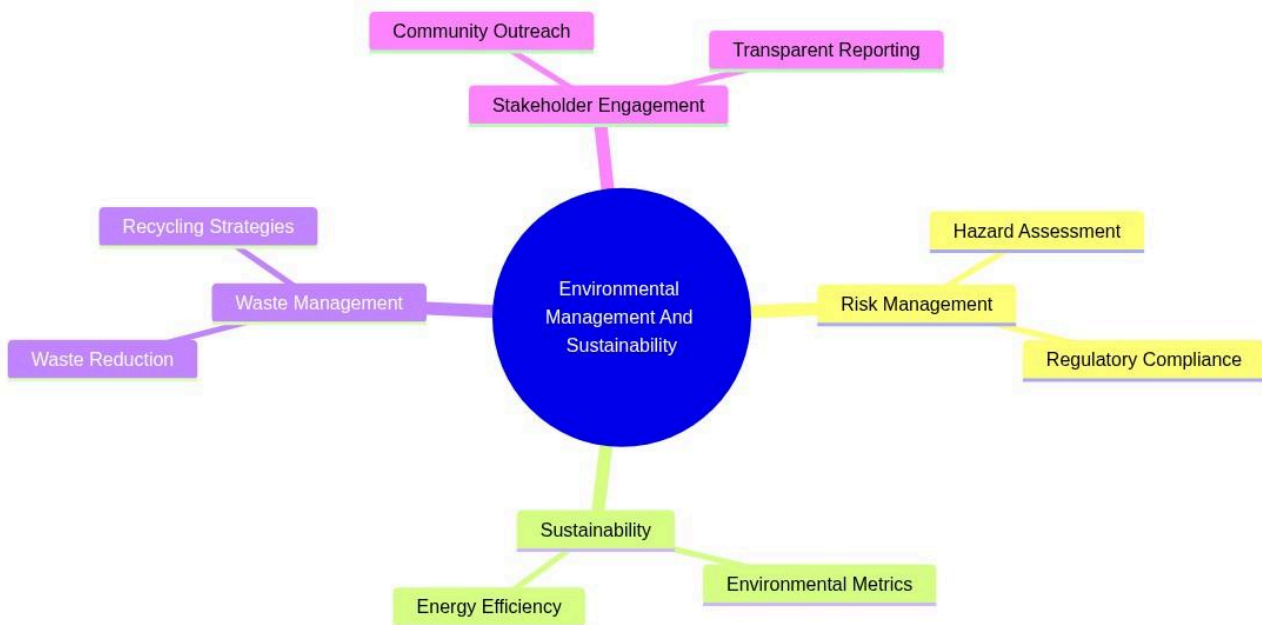 Community Outreach
Transparent Reporting
Stakeholder Engagement
Recycling Strategies
Hazard Assessment
Waste Management
Environmental
Management And
Sustainability
Risk Management
Waste Reduction
Regulatory Compliance
Sustainability
Environmental Metrics
Energy Efficiency